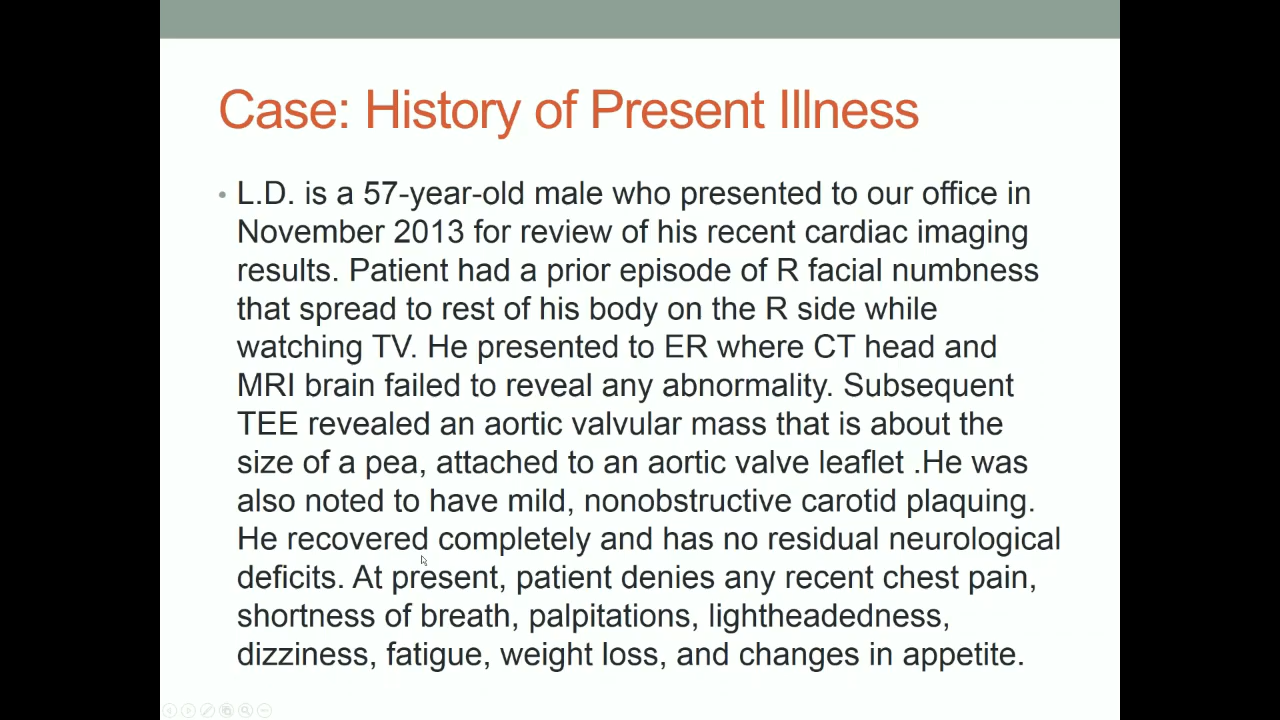 Case: History of Present Illness
• L.D. is a 57-year-old male who presented to our office in
November 2013 for review of his recent cardiac imaging
results. Patient had a prior episode of R facial numbness
that spread to rest of his body on the R side while
watching TV. He presented to ER where CT head and
MRI brain failed to reveal any abnormality. Subsequent
TEE revealed an aortic valvular mass that is about the
size of a pea, attached to an aortic valve leaflet .He was
also noted to have mild, nonobstructive carotid plaquing.
He recovered completely and has no residual neurological
deficits. At present, patient denies any recent chest pain,
shortness of breath, palpitations, lightheadedness,
dizziness, fatigue, weight loss, and changes in appetite.